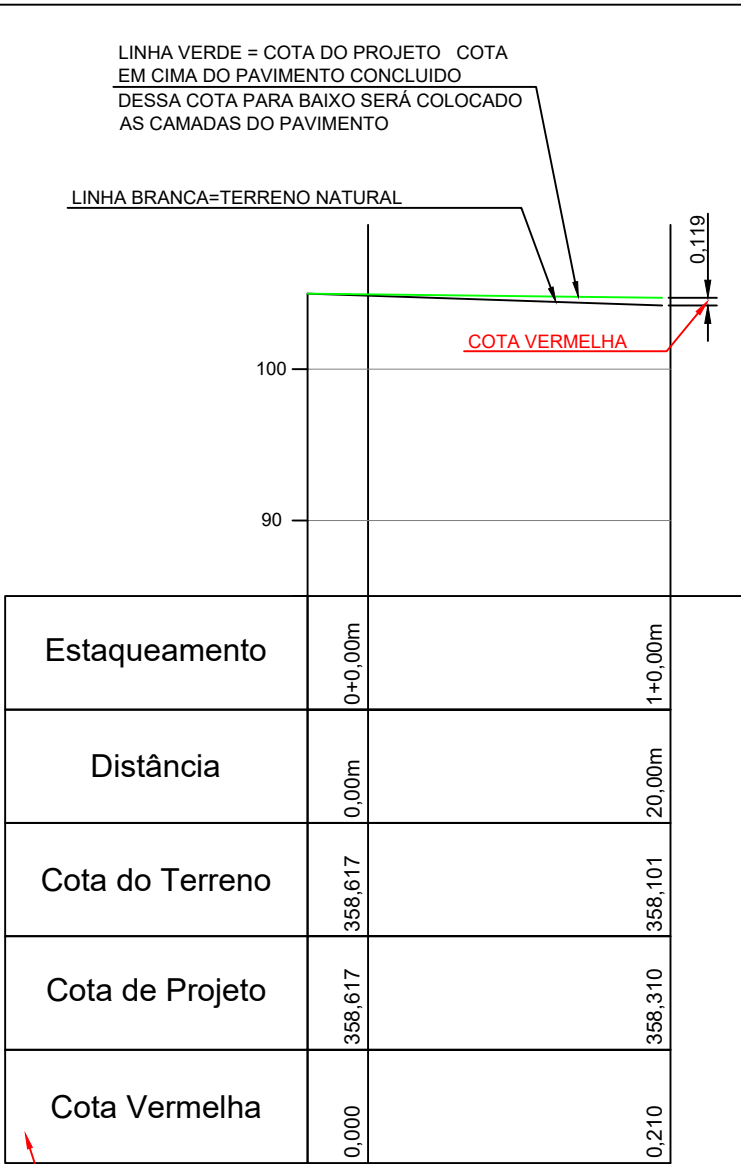 LINHA VERDE = COTA DO PROJETO COTA
EM CIMA DO PAVIMENTO CONCLUIDO
DESSA COTA PARA BAIXO SERÁ COLOCADO
AS CAMADAS DO PAVIMENTO
LINHA BRANCA=TERRENO NATURAL
0,119
COTA VERMELHA
100
90
Estaqueamento
0+0,00m
1+0,00m
Distância
0,00m
20,00m
Cota do Terreno
358,617
358,101
Cota de Projeto
358,617
358,310
Cota Vermelha
0,000
0,210